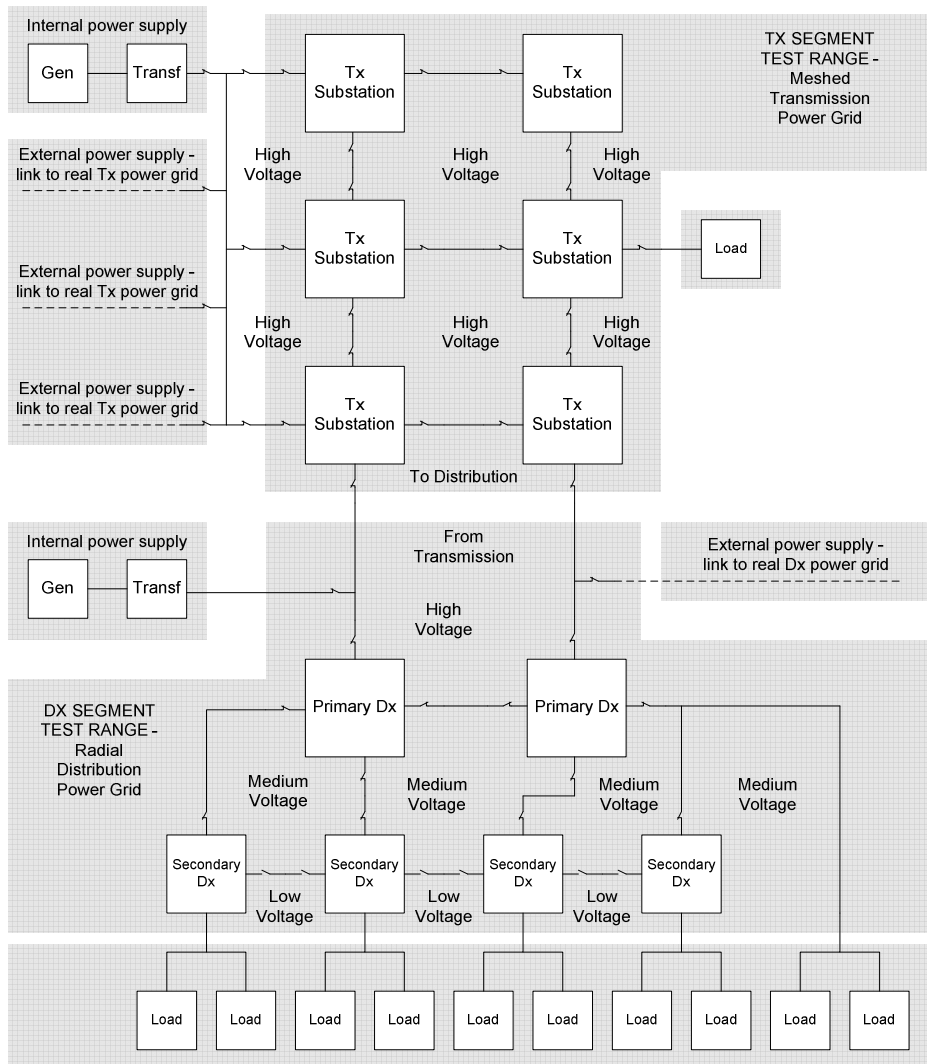 Internal power supply
Gen
Transf
Tx
Substation
Tx
Substation
TX SEGMENT
TEST RANGE -
Meshed
Transmission
Power Grid
External power supply -
link to real Tx power grid
High
Voltage
High
Voltage
High
Voltage
Tx
Substation
Tx
Substation
Load
External power supply -
link to real Tx power grid
High
Voltage
High
Voltage
High
Voltage
External power supply -
link to real Tx power grid
Tx
Substation
Tx
Substation
To Distribution
Internal power supply
Gen
Transf
From
Transmission
External power supply -
link to real Dx power grid
High
Voltage
Primary Dx
Primary Dx
DX SEGMENT
TEST RANGE -
Radial
Distribution
Power Grid
Medium
Voltage
Medium
Voltage
Medium
Voltage
Medium
Voltage
Secondary
Dx
Secondary
Dx
Secondary
Dx
Secondary
Dx
Low
Voltage
Low
Voltage
Low
Voltage
Load
Load
Load
Load
Load
Load
Load
Load
Load
Load